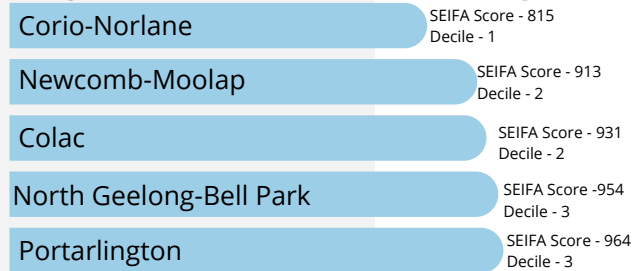 Corio-Norlane
SEIFA Score - 815
Decile - 1
Newcomb-Moolap
SEIFA Score - 913
Decile - 2
Colac
SEIFA Score - 931
Decile - 2
North Geelong-Bell Park
SEIFA Score -954
Decile - 3
Portarlington
SEIFA Score - 964
Decile - 3